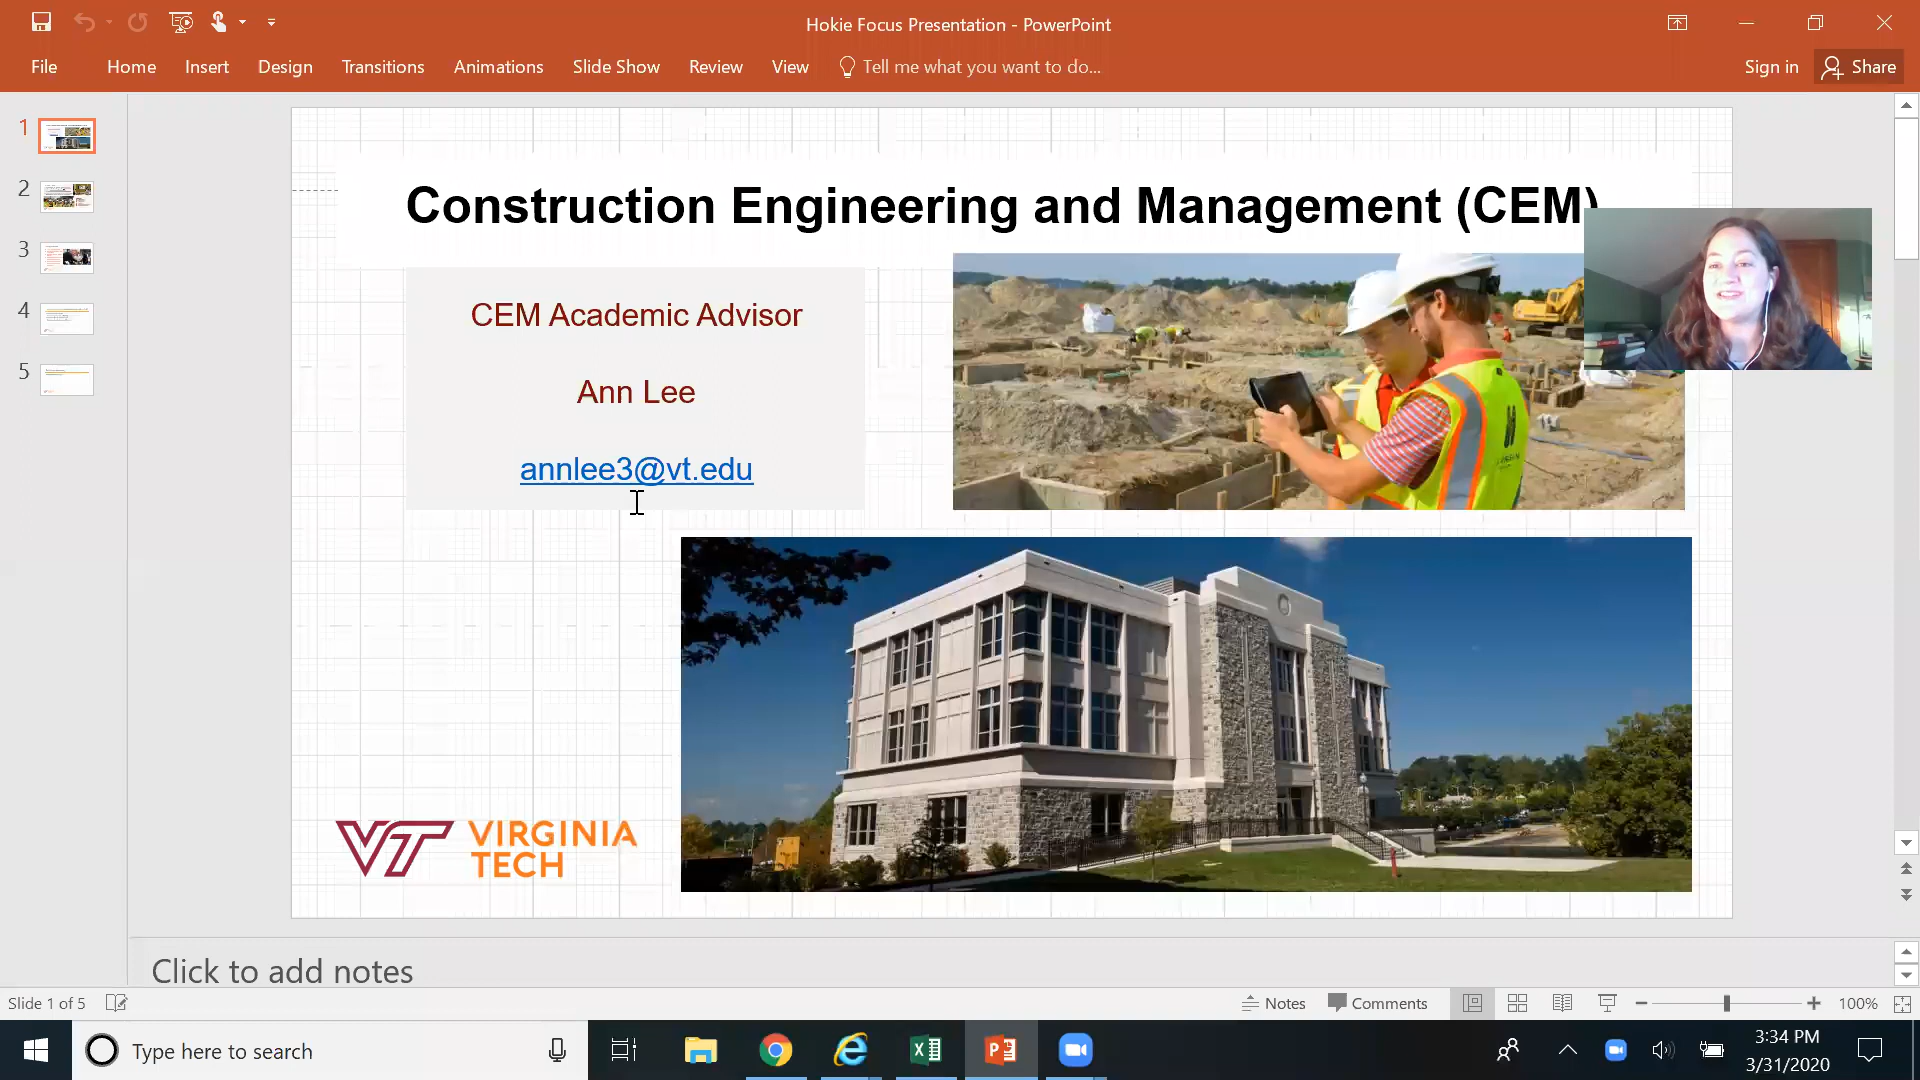 Hokie Focus Presentation - PowerPoint
File Home Insert Design Transitions Animations Slide Show Review View Tell me what you want to do... Sign in Share
1
2
3
4
5
Construction Engineering and Management (CEM)
CEM Academic Advisor
Ann Lee
annlee3@vt.edu
VT VIRGINIA
TECH
Click to add notes
Slide 1 of 5 Notes Comments 100%
Type here to search
3:34 PM
3/31/2020